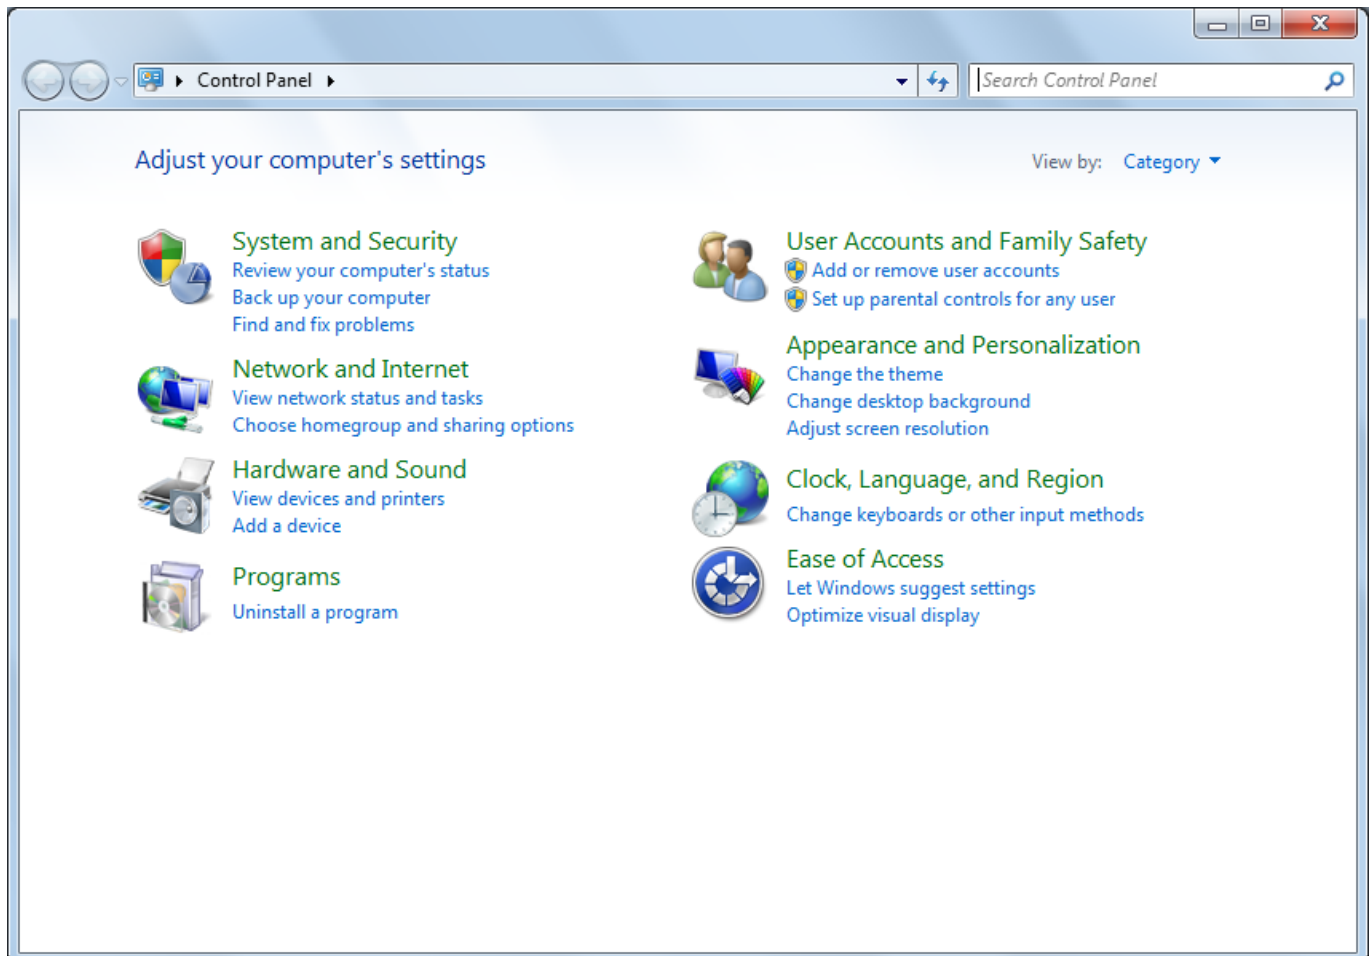 Control Panel
Search Control Panel
Adjust your computer's settings
View by: Category
System and Security
Review your computer's status
Back up your computer
Find and fix problems
Network and Internet
View network status and tasks
Choose homegroup and sharing options
Hardware and Sound
View devices and printers
Add a device
Programs
Uninstall a program
User Accounts and Family Safety
Add or remove user accounts
Set up parental controls for any user
Appearance and Personalization
Change the theme
Change desktop background
Adjust screen resolution
Clock, Language, and Region
Change keyboards or other input methods
Ease of Access
Let Windows suggest settings
Optimize visual display